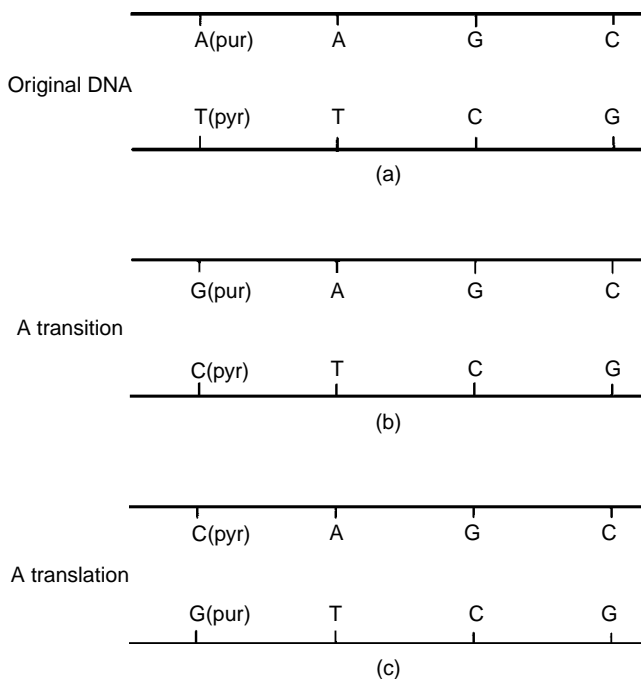 A(pur) A G C
Original DNA
T(pyr) T C G
(a)
G(pur) A G C
A transition
C(pyr) T C G
(b)
C(pyr) A G C
A translation
G(pur) T C G
(c)